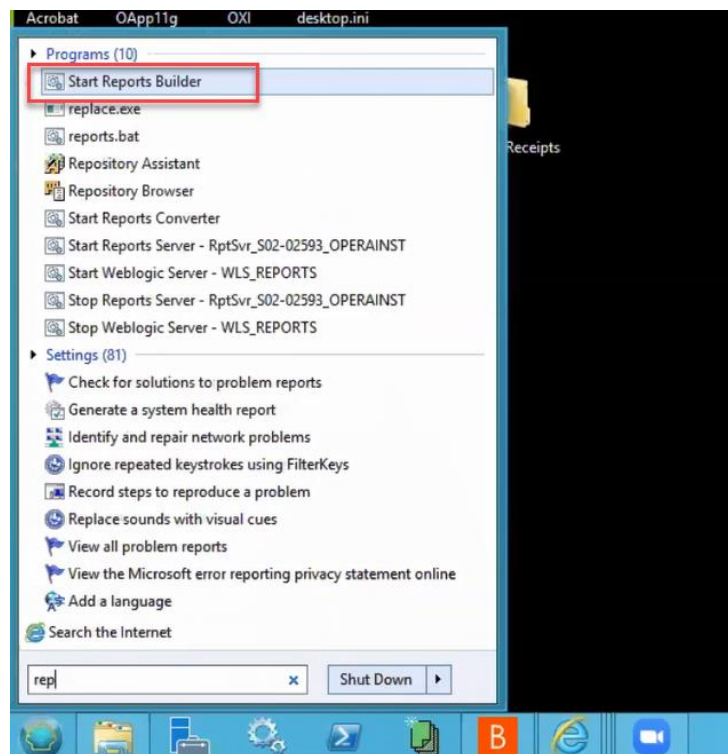 Acrobat OApp11g OXI desktop.ini
Programs (10)
Start Reports Builder
replace.exe
reports.bat
Receipts
Repository Assistant
Repository Browser
Start Reports Converter
Start Reports Server - RptSvr_S02-02593_OPERAINST
Start Weblogic Server - WLS_REPORTS
Stop Reports Server - RptSvr_S02-02593_OPERAINST
Stop Weblogic Server - WLS_REPORTS
Settings (81)
Check for solutions to problem reports
Generate a system health report
Identify and repair network problems
Ignore repeated keystrokes using FilterKeys
Record steps to reproduce a problem
Replace sounds with visual cues
View all problem reports
View the Microsoft error reporting privacy statement online
Add a language
Search the Internet
rep
Shut Down
B